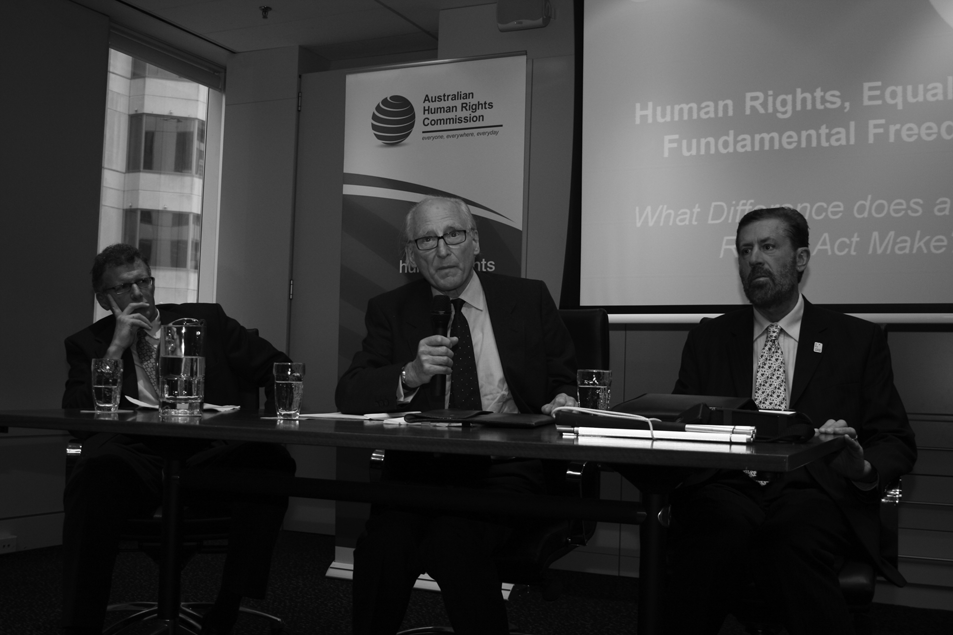 Australian
Human Rights
Commission
everyone, everywhere, everyday
Human Rights, Equal
Fundamental Freed
What Difference does a
Act Make?